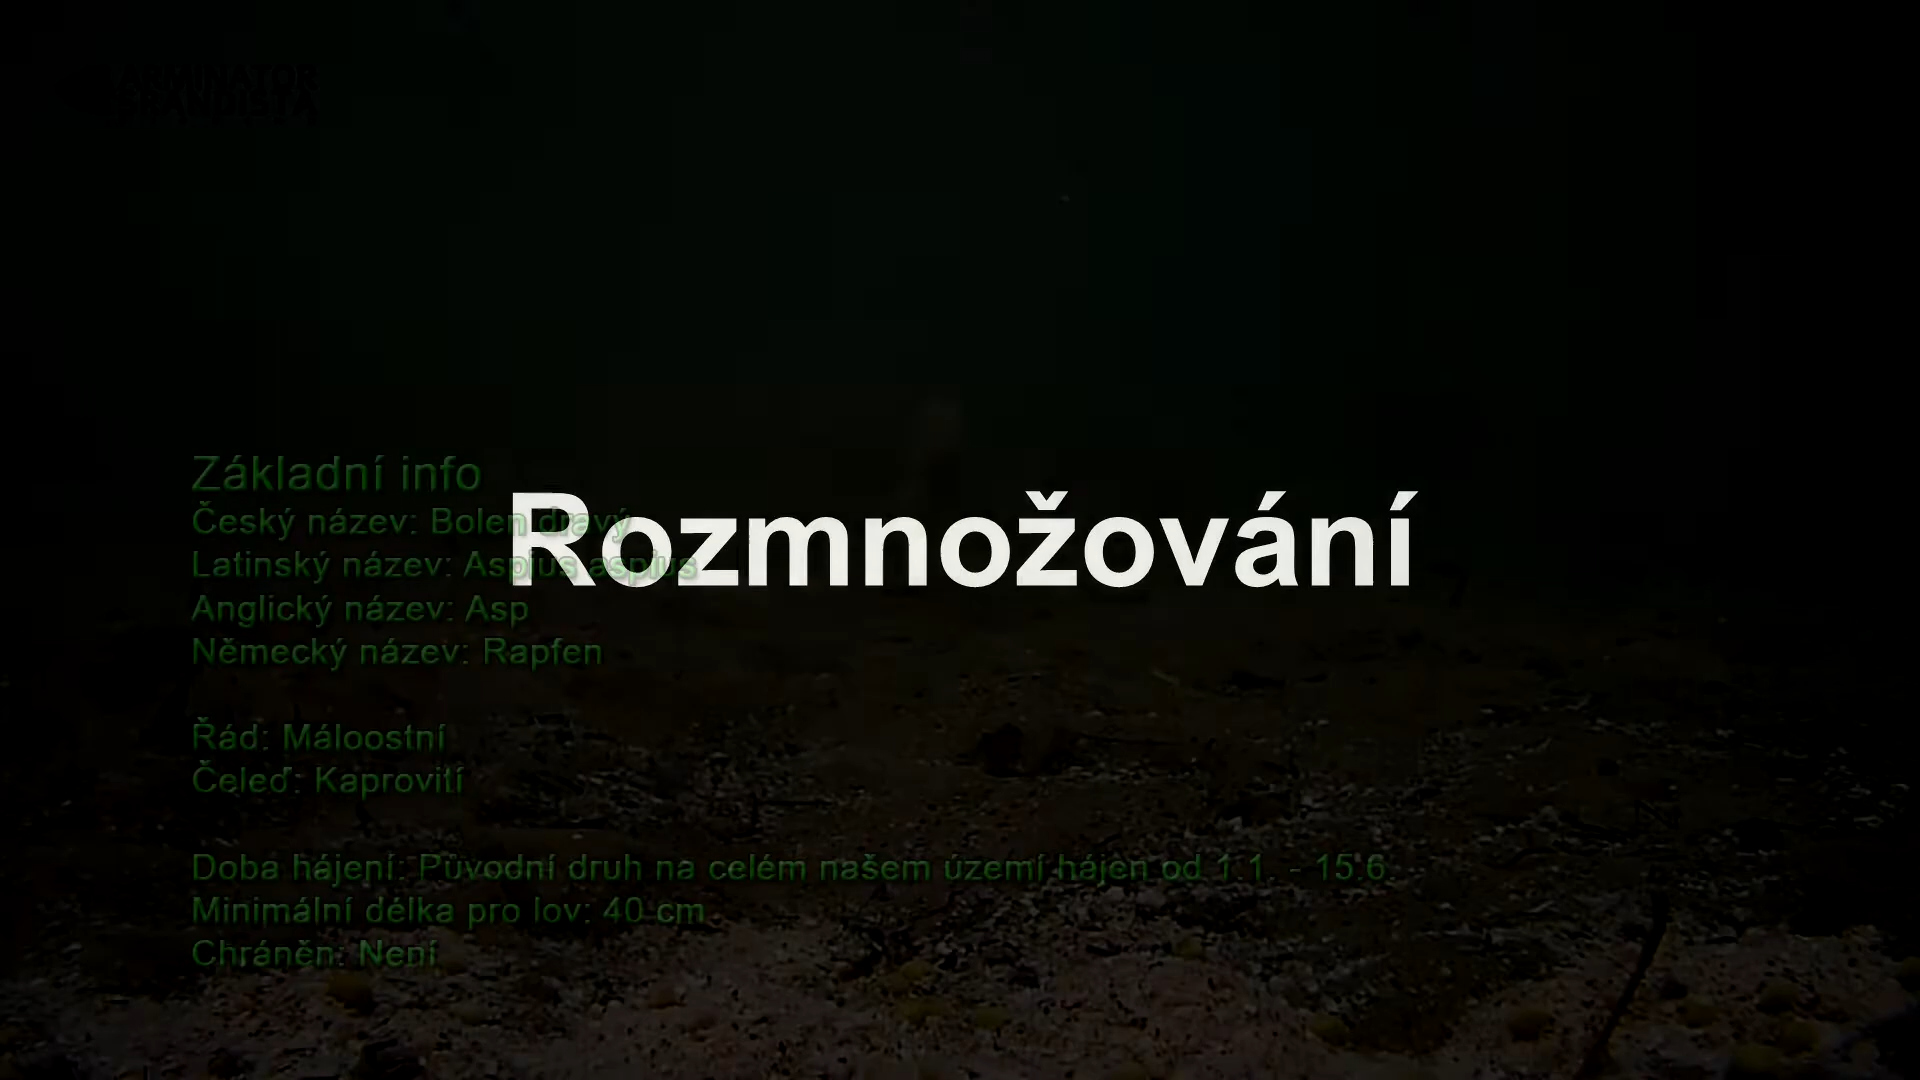 Základní info
Český název: Bolen dravý
Rozmnožování
Latinský název: Aspius aspius
Anglický název: Asp
Německý název: Rapfen
Řád: Máloostní
Čeleď: Kaprovití
Doba hájení: Původní druh na celém našem území hájen od 1.1. - 15.6.
Minimální délka pro lov: 40 cm
Chráněn: Není